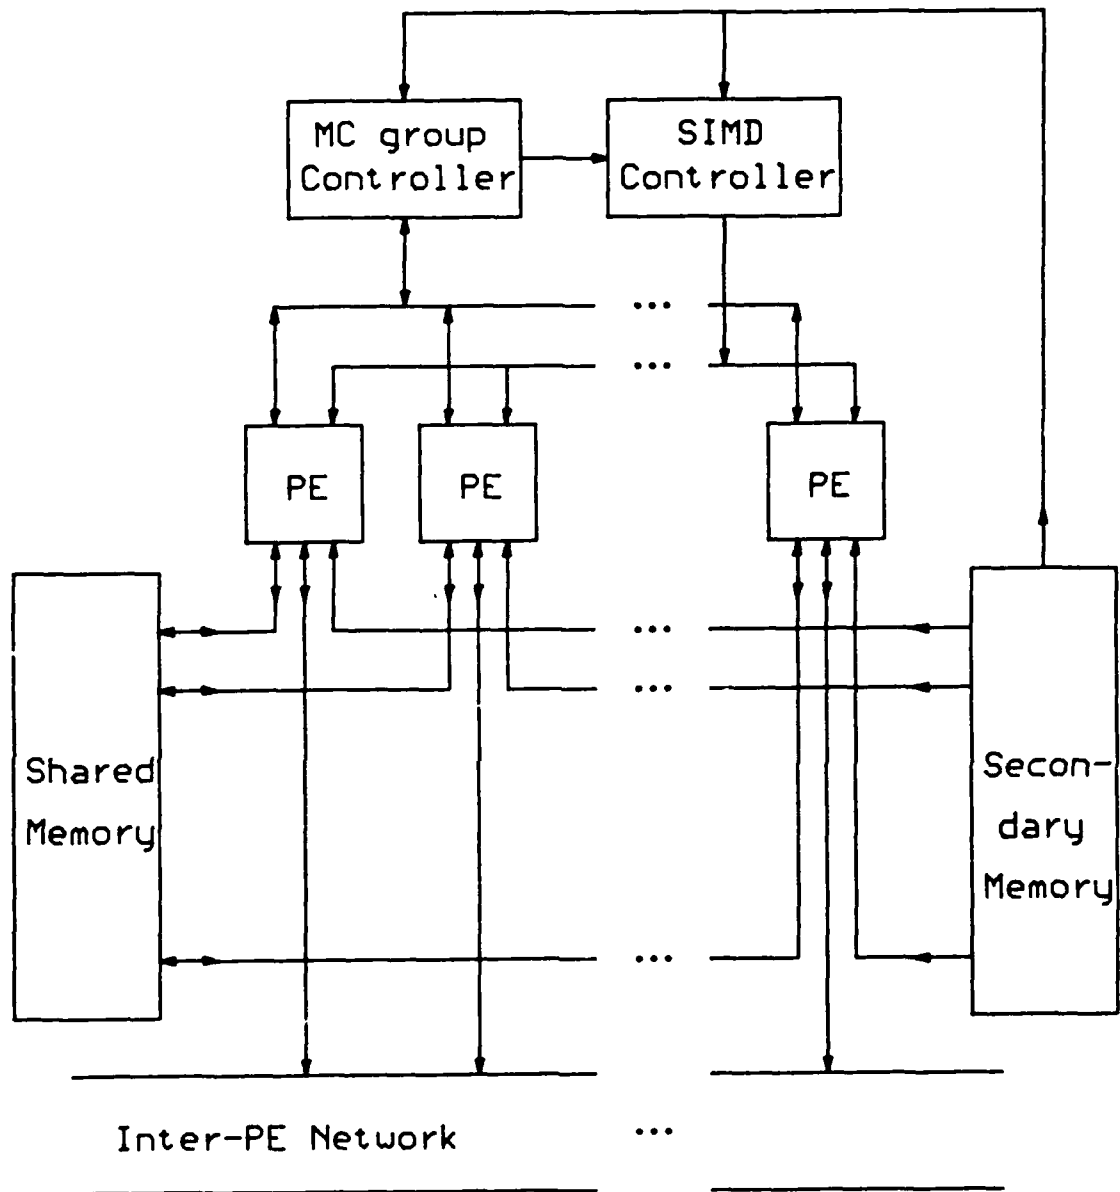 MC group
Controller
SIMD
Controller
...
...
PE
PE
PE
...
...
Shared
Memory
Secon-
dary
Memory
...
Inter-PE Network
...